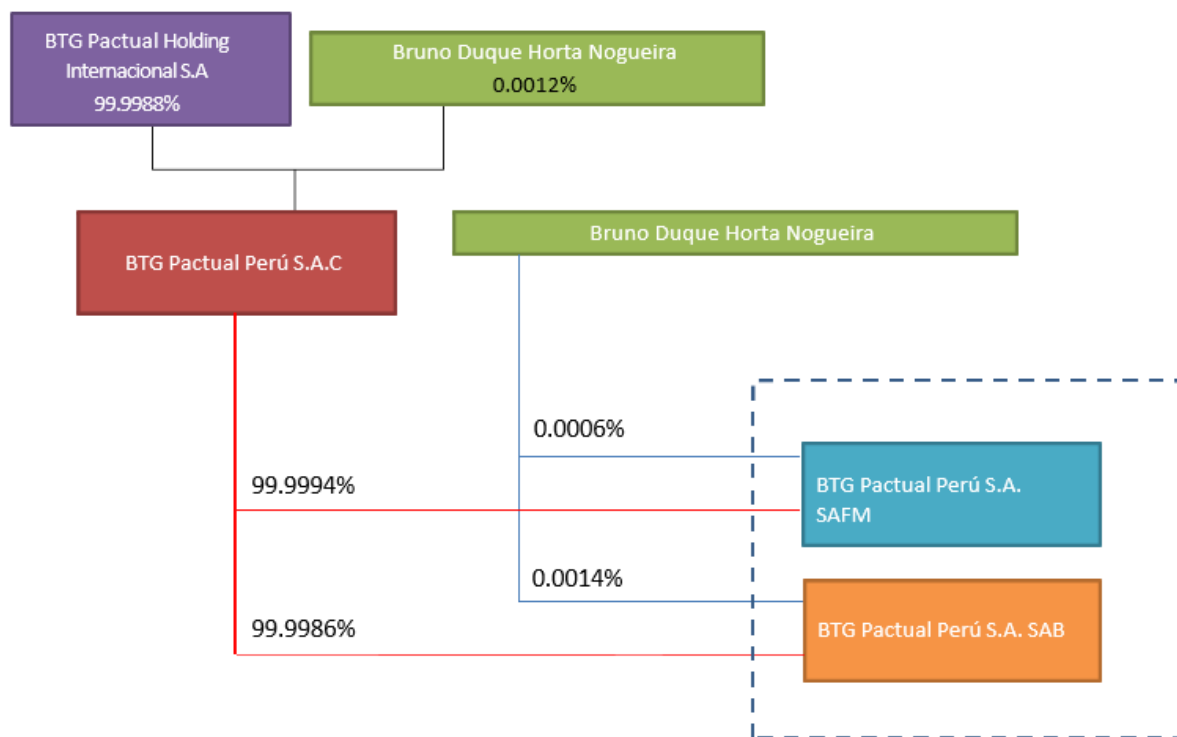 BTG Pactual Holding
Internacional S.A
99.9988%
Bruno Duque Horta Nogueira
0.0012%
BTG Pactual Perú S.A.C
Bruno Duque Horta Nogueira
0.0006%
99.9994%
BTG Pactual Perú S.A.
SAFM
0.0014%
99.9986%
BTG Pactual Perú S.A. SAB